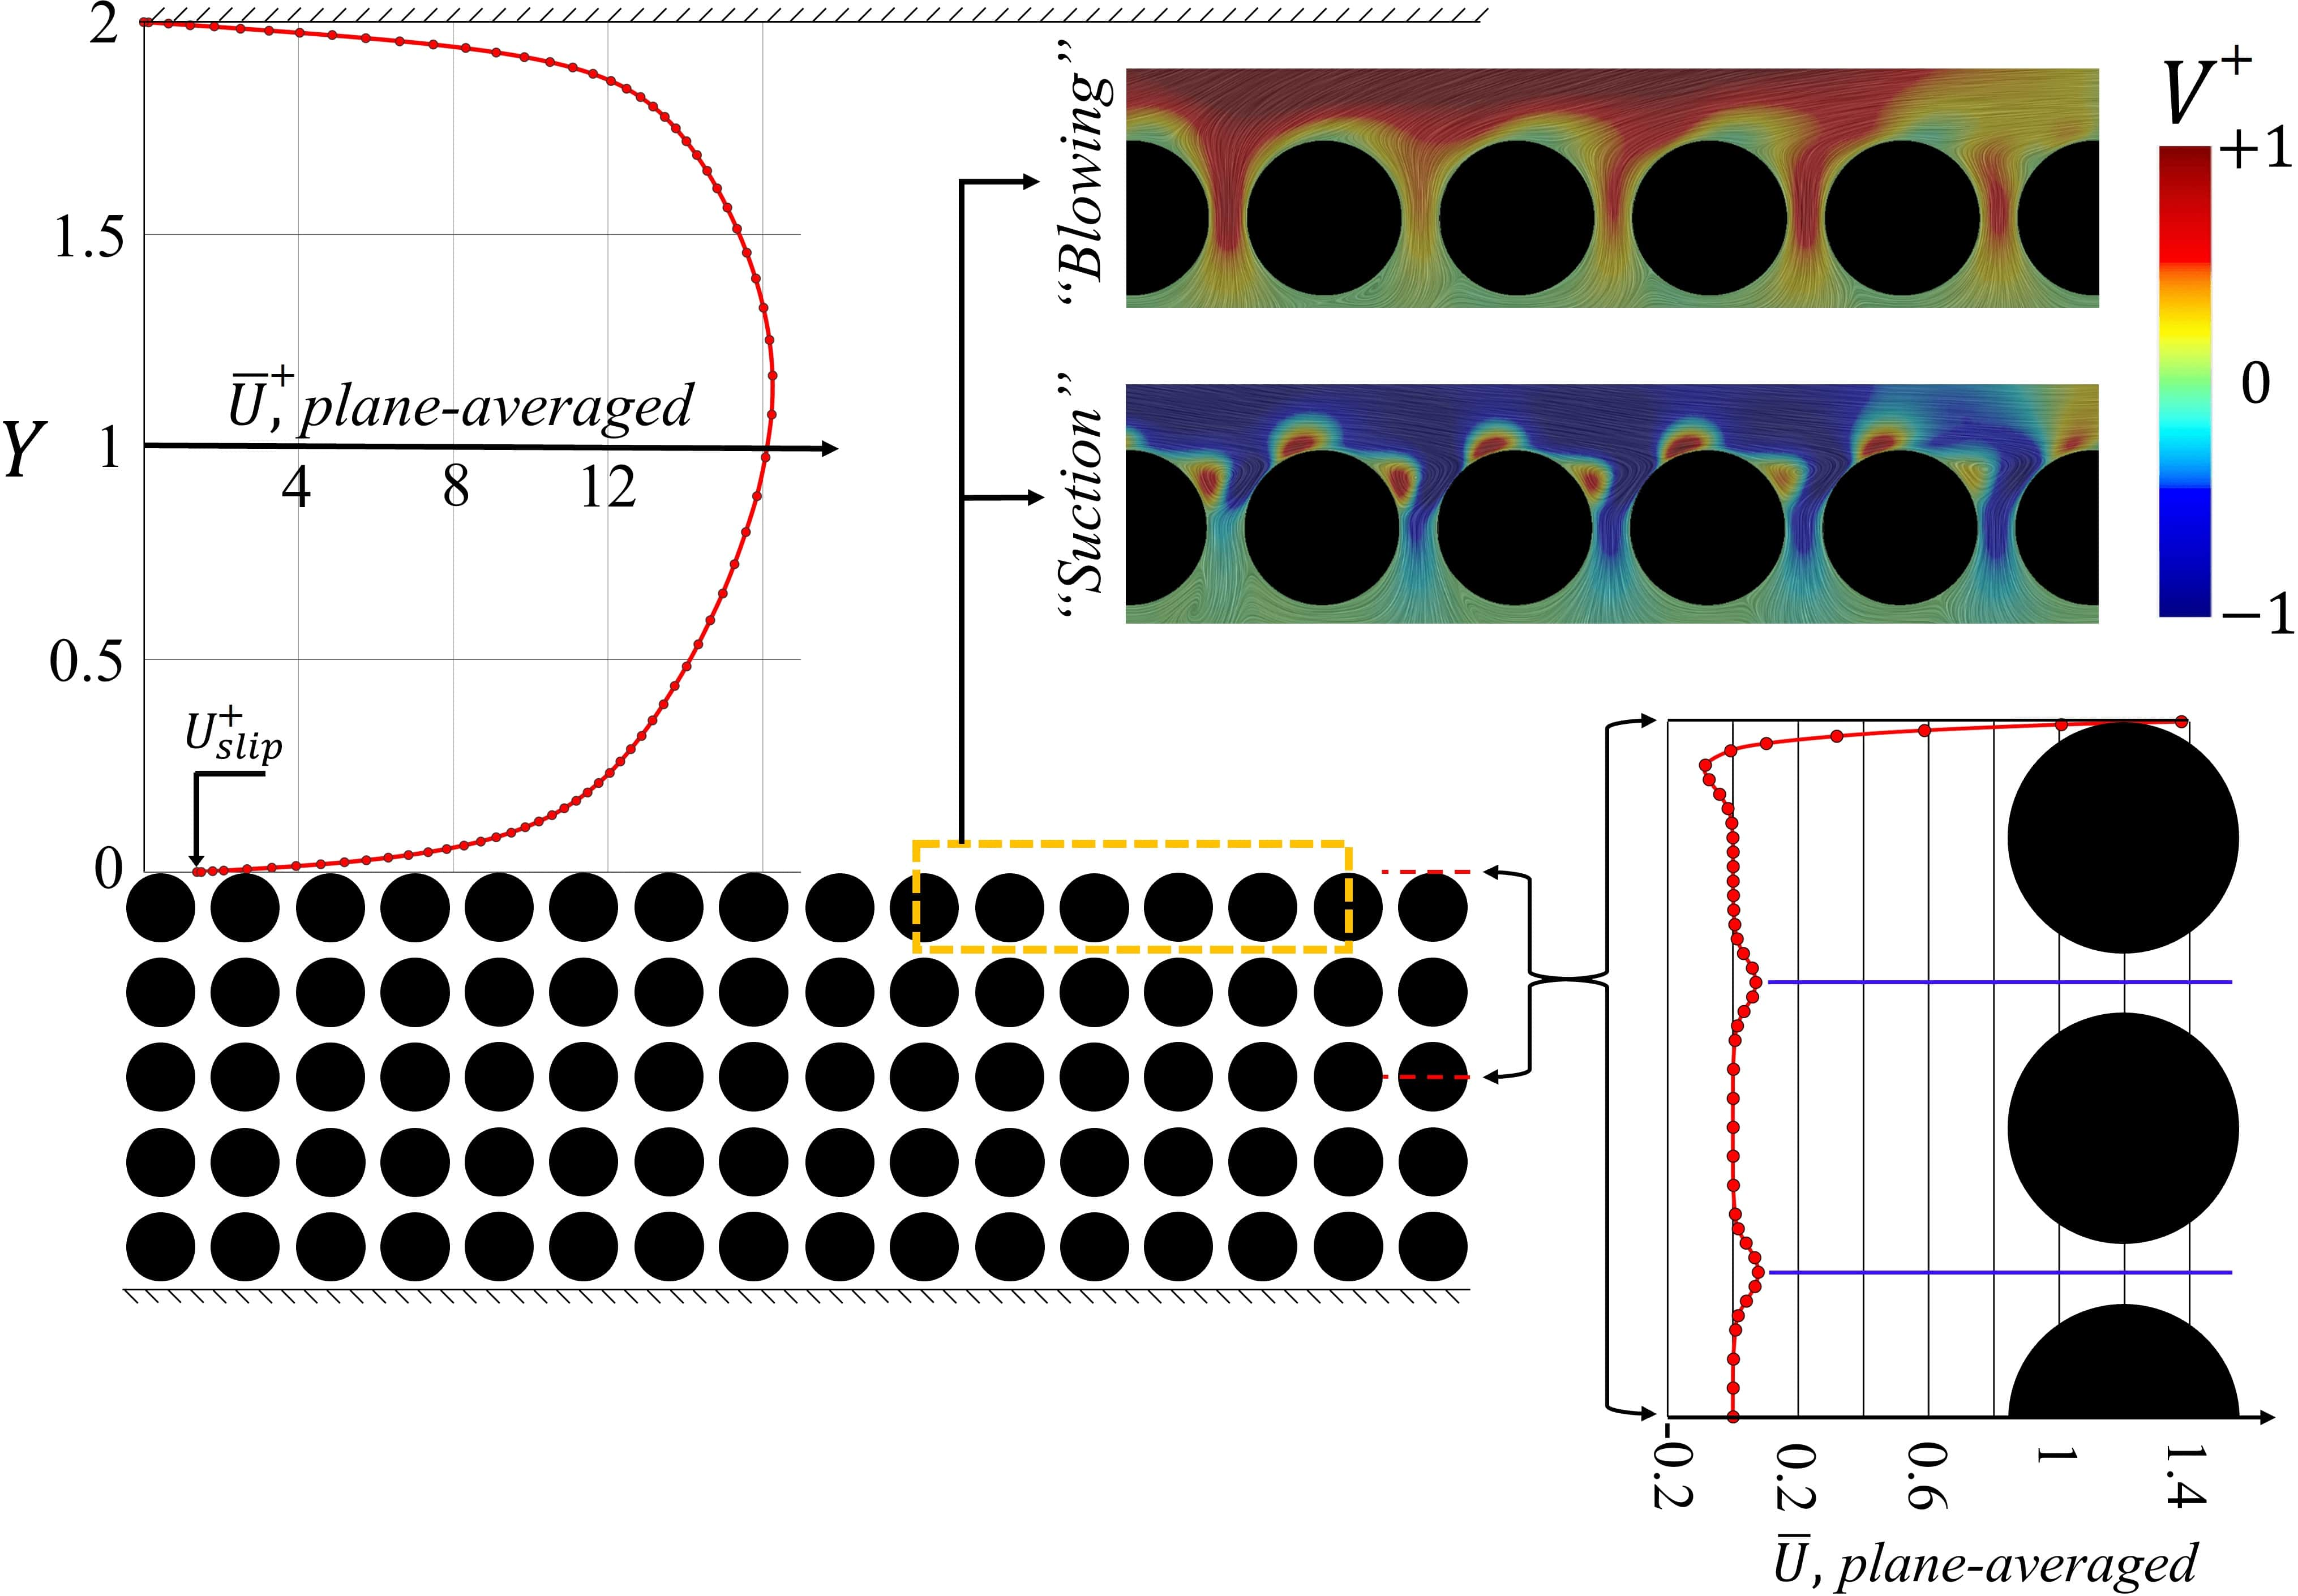 2
1.5
Y
1
0.5
0
U̅⁺, plane-averaged
4 8 12
U⁺slip
“Blowing”
“Suction”
V⁺
+1
0
−1
-0.2 0.2 0.6 1 1.4
U̅, plane-averaged